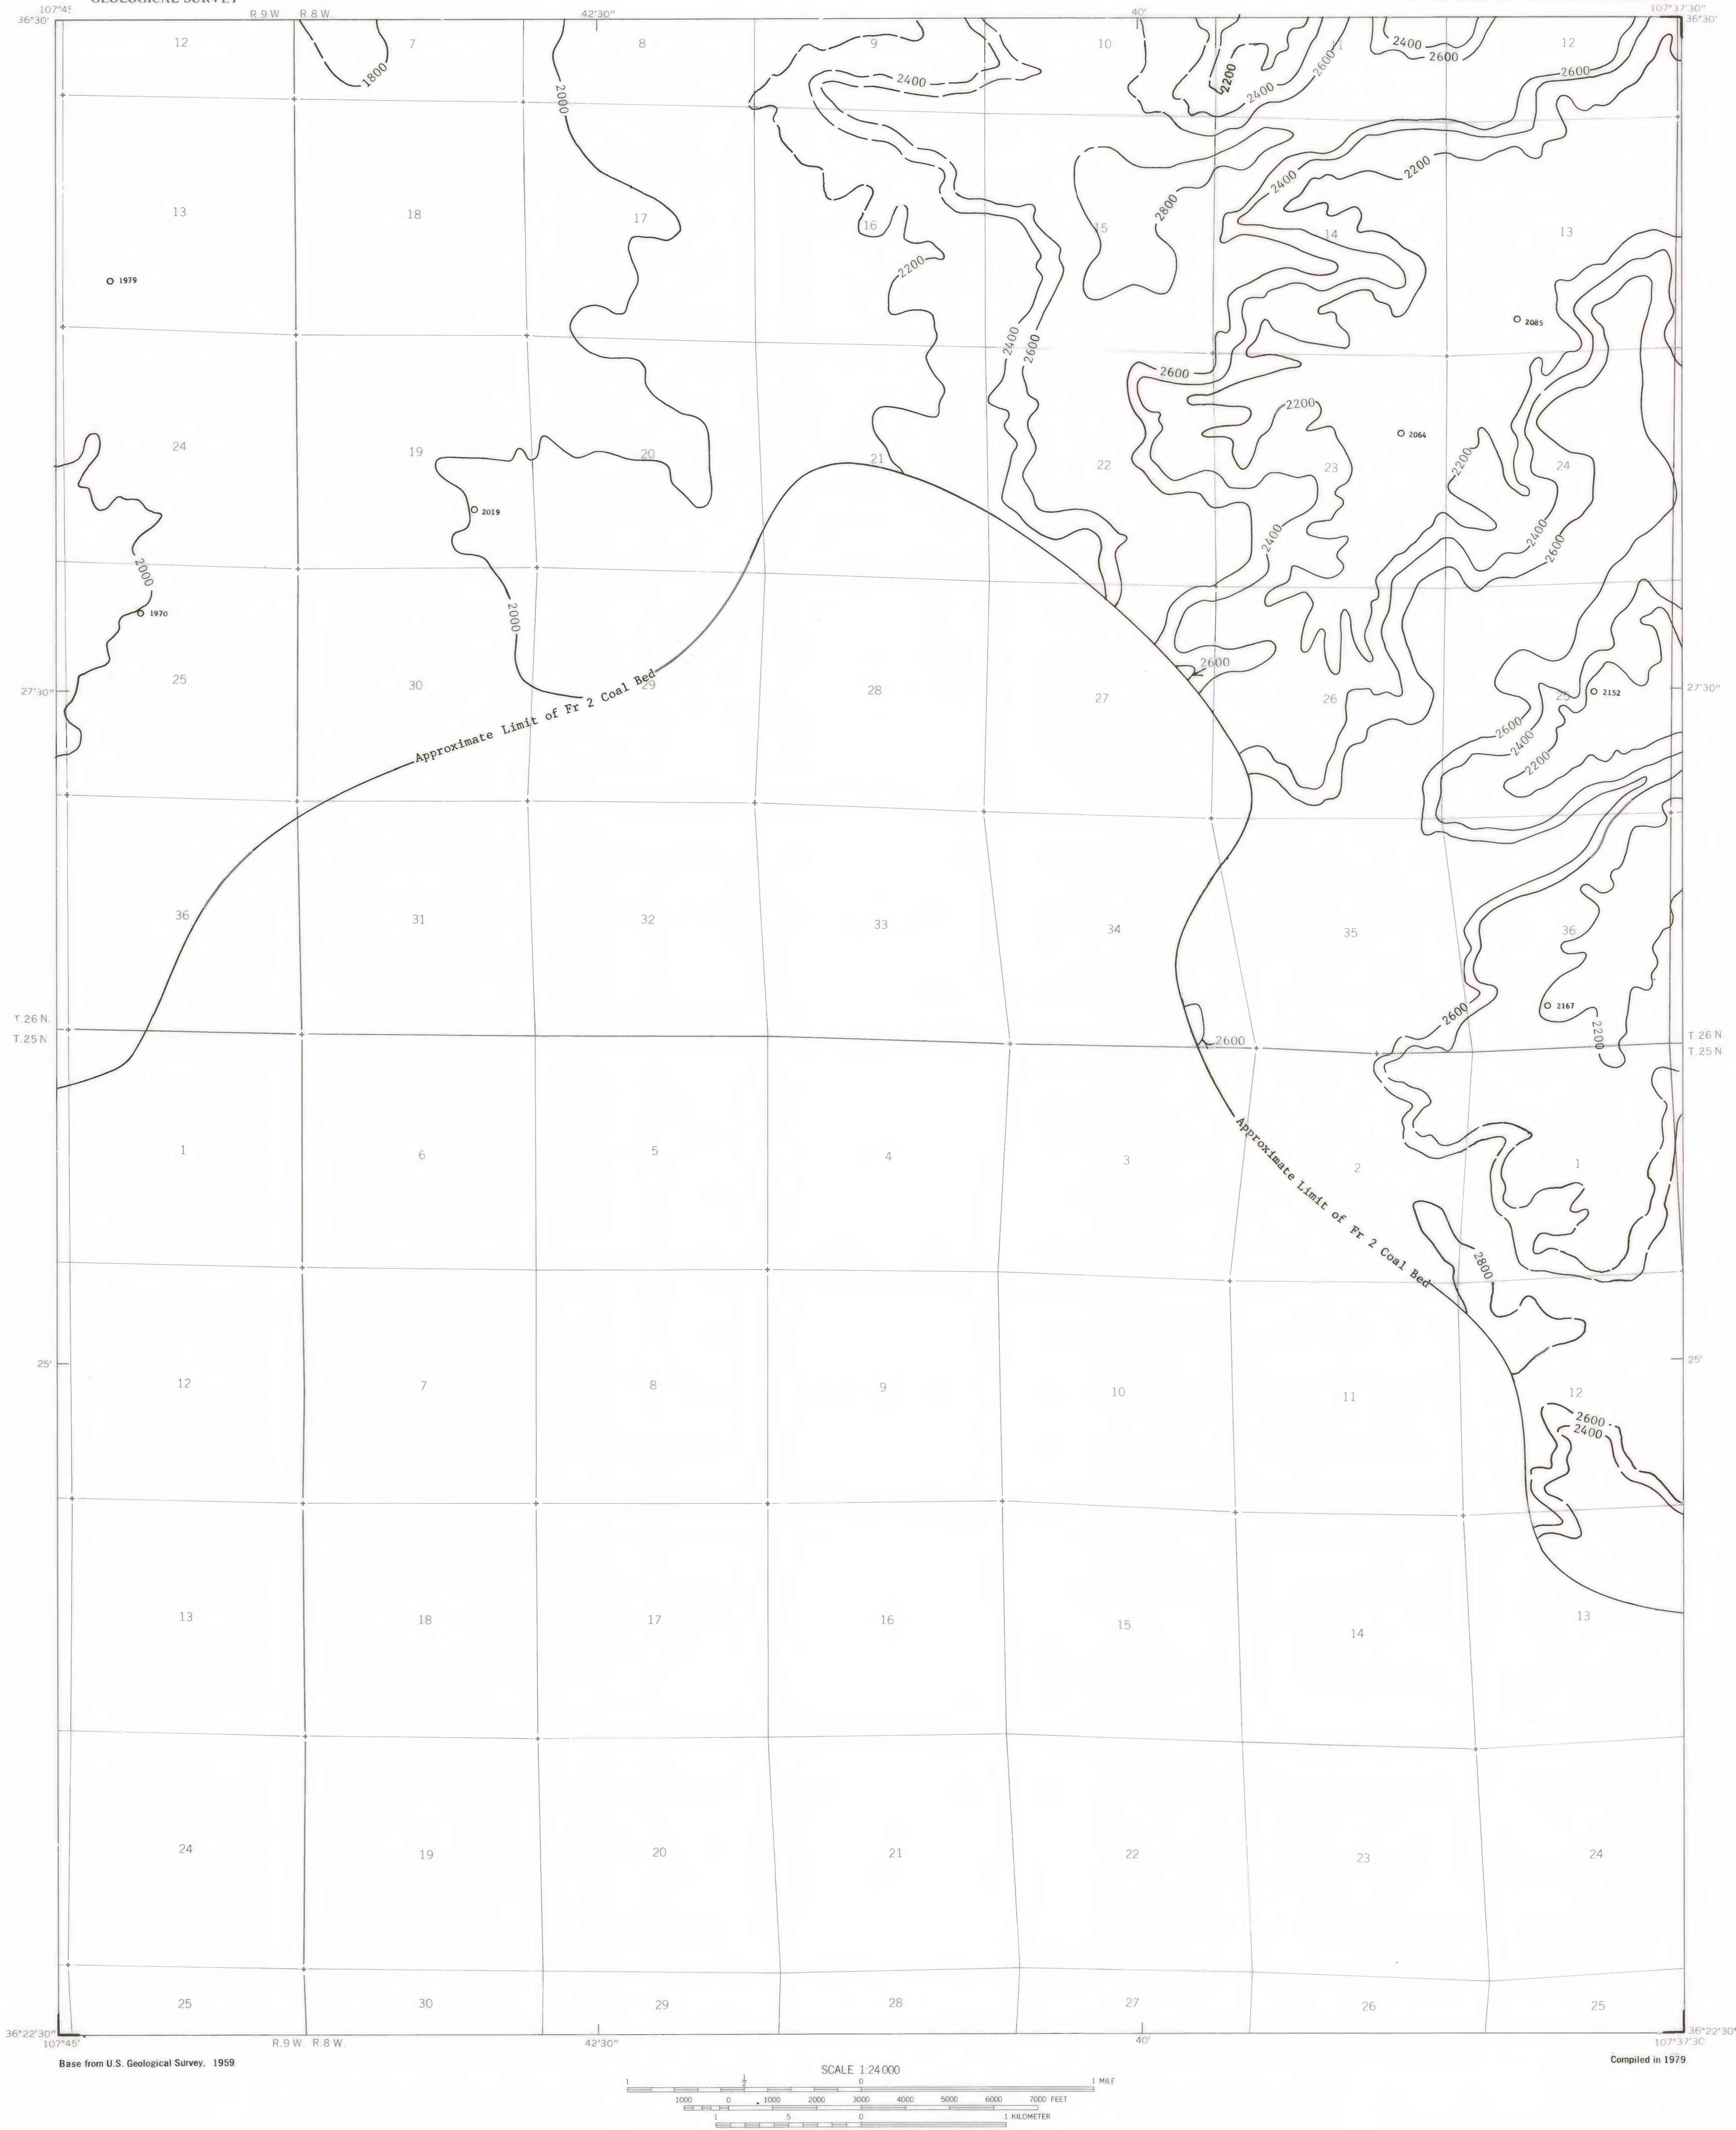 GEOLOGICAL SURVEY
107°45'
R.9 W. R.8 W.
42'30"
40'
107°37'30"
36°30'
36°30'
12 7 8 9 10 11 12
1800
2000
2400
2200
2400
2600
2400
2600
2600
2400
2200
2800
13 18 17 16 15 14 13
2200
1979
2085
2400
2600
2600
2200
2064
24 19 20 21 22 23 24
2200
2019
2400
2400
2600
2000
2000
1970
2600
25 30 29 28 27 26 25
27'30"
27'30"
2152
Approximate Limit of Fr 2 Coal Bed
2600
2400
2200
36 31 32 33 34 35 36
2167
2600
2200
2600
T.26 N.
T.25 N
T.26 N.
T.25 N
Approximate Limit of Fr 2 Coal Bed
1 6 5 4 3 2 1
2800
25'
25'
12 7 8 9 10 11 12
2600
2400
13 18 17 16 15 14 13
24 19 20 21 22 23 24
25 30 29 28 27 26 25
36°22'30"
36°22'30"
107°45'
R.9 W. R.8 W.
42'30"
40'
107°37'30
Base from U.S. Geological Survey, 1959
Compiled in 1979
SCALE 1:24 000
1 1/2 0 1 MILE
1000 0 1000 2000 3000 4000 5000 6000 7000 FEET
1 5 0 1 KILOMETER